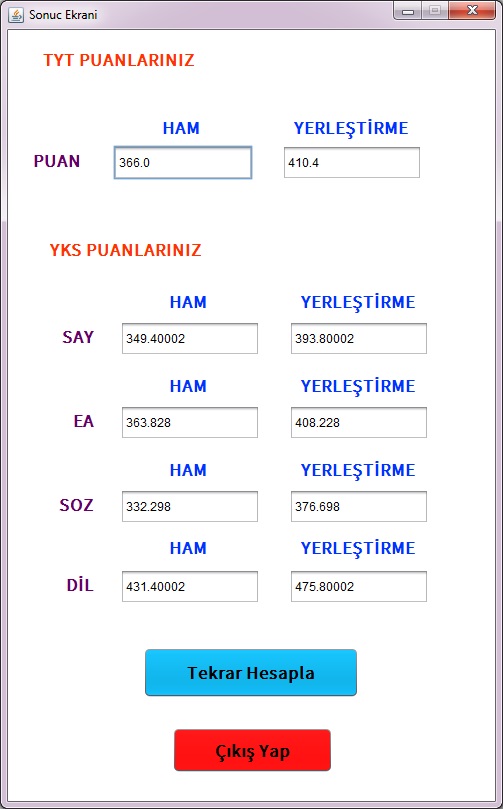 Sonuc Ekrani
TYT PUANLARINIZ
HAM YERLEŞTİRME
PUAN 366.0 410.4
YKS PUANLARINIZ
HAM YERLEŞTİRME
SAY 349.40002 393.80002
HAM YERLEŞTİRME
EA 363.828 408.228
HAM YERLEŞTİRME
SOZ 332.298 376.698
HAM YERLEŞTİRME
DİL 431.40002 475.80002
Tekrar Hesapla
Çıkış Yap